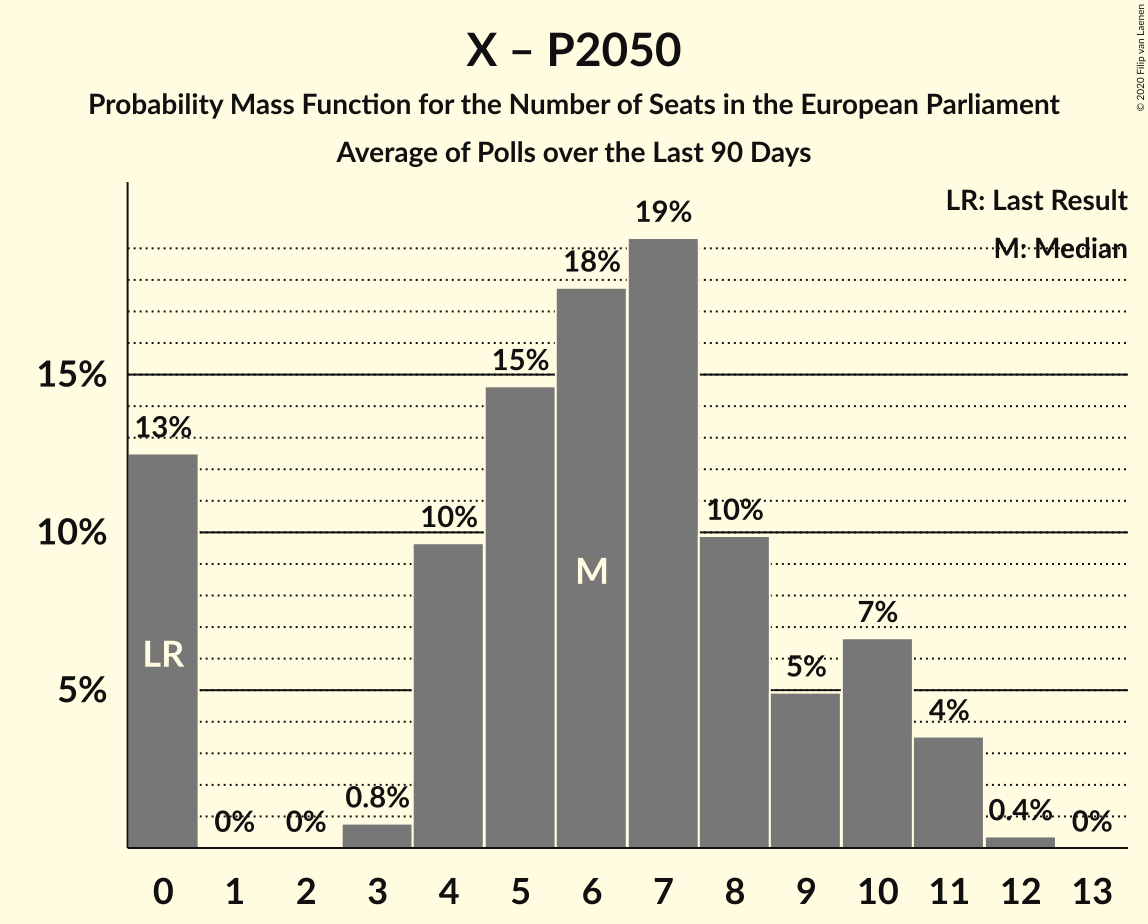 X – P2050
Probability Mass Function for the Number of Seats in the European Parliament
Average of Polls over the Last 90 Days
© 2020 Filip van Laenen
LR: Last Result
M: Median
19%
18%
15%
15%
13%
10%
10%
10%
M
7%
LR
5%
5%
4%
0.8%
0%
0%
0.4%
0%
0 1 2 3 4 5 6 7 8 9 10 11 12 13